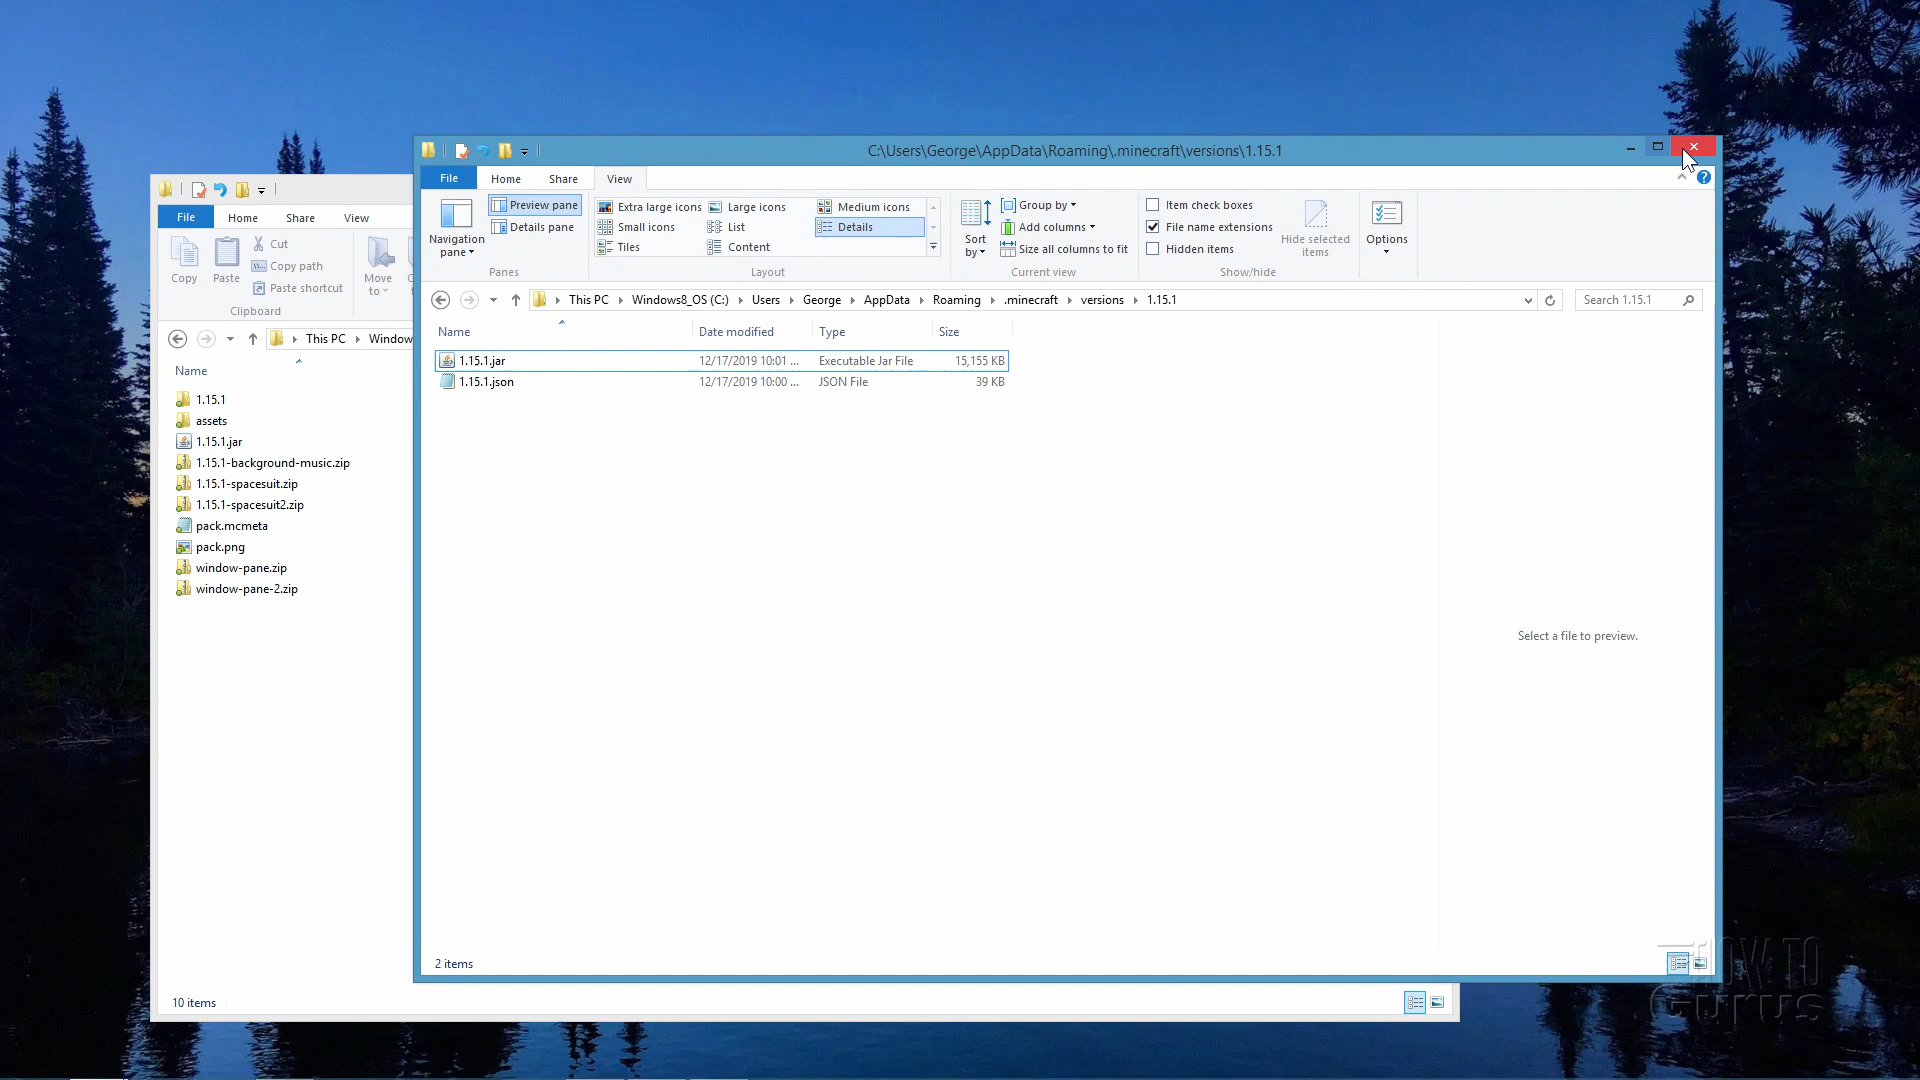 C:\Users\George\AppData\Roaming\.minecraft\versions\1.15.1
File Home Share View
Navigation pane
Preview pane
Details pane
Panes
Extra large icons Large icons Medium icons
Small icons List Details
Tiles Content
Layout
Sort by
Group by
Add columns
Size all columns to fit
Current view
Item check boxes
File name extensions
Hidden items
Hide selected items
Show/hide
Options
This PC Windows8_OS (C:) Users George AppData Roaming .minecraft versions 1.15.1
Search 1.15.1
Name Date modified Type Size
1.15.1.jar 12/17/2019 10:01 ... Executable Jar File 15,155 KB
1.15.1.json 12/17/2019 10:00 ... JSON File 39 KB
Select a file to preview.
2 items
File Home Share View
Copy Paste
Cut
Copy path
Paste shortcut
Move to
Clipboard
This PC Window
Name
1.15.1
assets
1.15.1.jar
1.15.1-background-music.zip
1.15.1-spacesuit.zip
1.15.1-spacesuit2.zip
pack.mcmeta
pack.png
window-pane.zip
window-pane-2.zip
10 items
HOW TO
Gurus